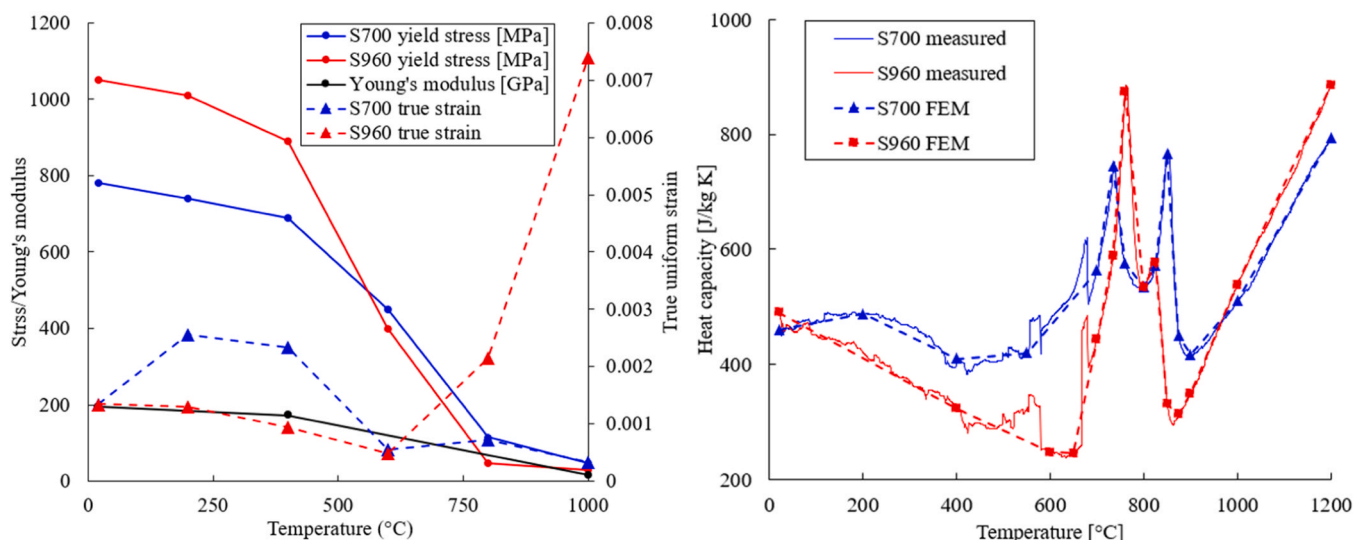 1200
1000
800
600
400
200
0
Strss/Young's modulus
0
250
500
750
1000
Temperature (°C)
0.008
0.007
0.006
0.005
0.004
0.003
0.002
0.001
0
True uniform strain
S700 yield stress [MPa]
S960 yield stress [MPa]
Young's modulus [GPa]
S700 true strain
S960 true strain
1000
800
600
400
200
Heat capacity [J/kg K]
0
200
400
600
800
1000
1200
Temperature [°C]
S700 measured
S960 measured
S700 FEM
S960 FEM